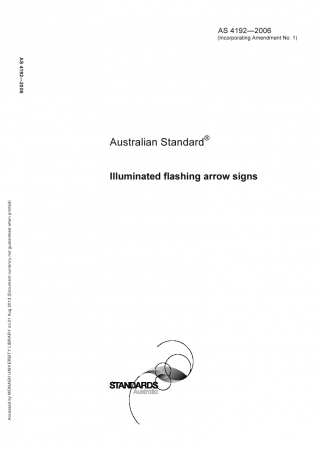 AS 4192—2006
(Incorporating Amendment No. 1)
AS 4192—2006
Australian Standard®
Illuminated flashing arrow signs
Accessed by MONASH UNIVERSITY LIBRARY on 21 Aug 2013 (Document currency not guaranteed when printed)
STANDARDS
Australia